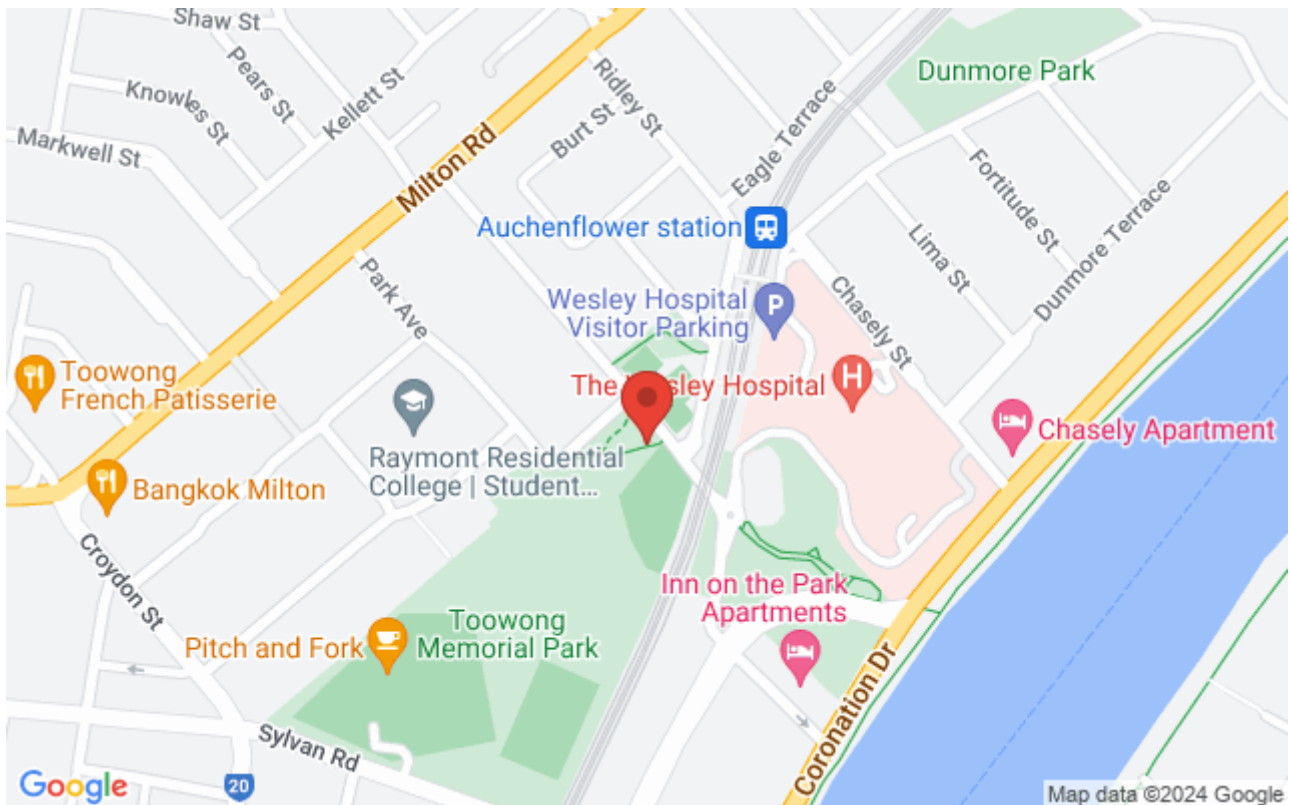 Shaw St
Pears St
Knowles St
Kellett St
Markwell St
Milton Rd
Ridley St
Burt St
Eagle Terrace
Dunmore Park
Fortitude St
Auchenflower station
Lima St
Dunmore Terrace
Park Ave
Wesley Hospital
Visitor Parking
P
Chasely St
Toowong
French Patisserie
The Wesley Hospital
H
Raymont Residential
College | Student...
Chasely Apartment
Bangkok Milton
Croydon St
Inn on the Park
Apartments
Toowong
Memorial Park
Pitch and Fork
Coronation Dr
Sylvan Rd
20
Google
Map data ©2024 Google